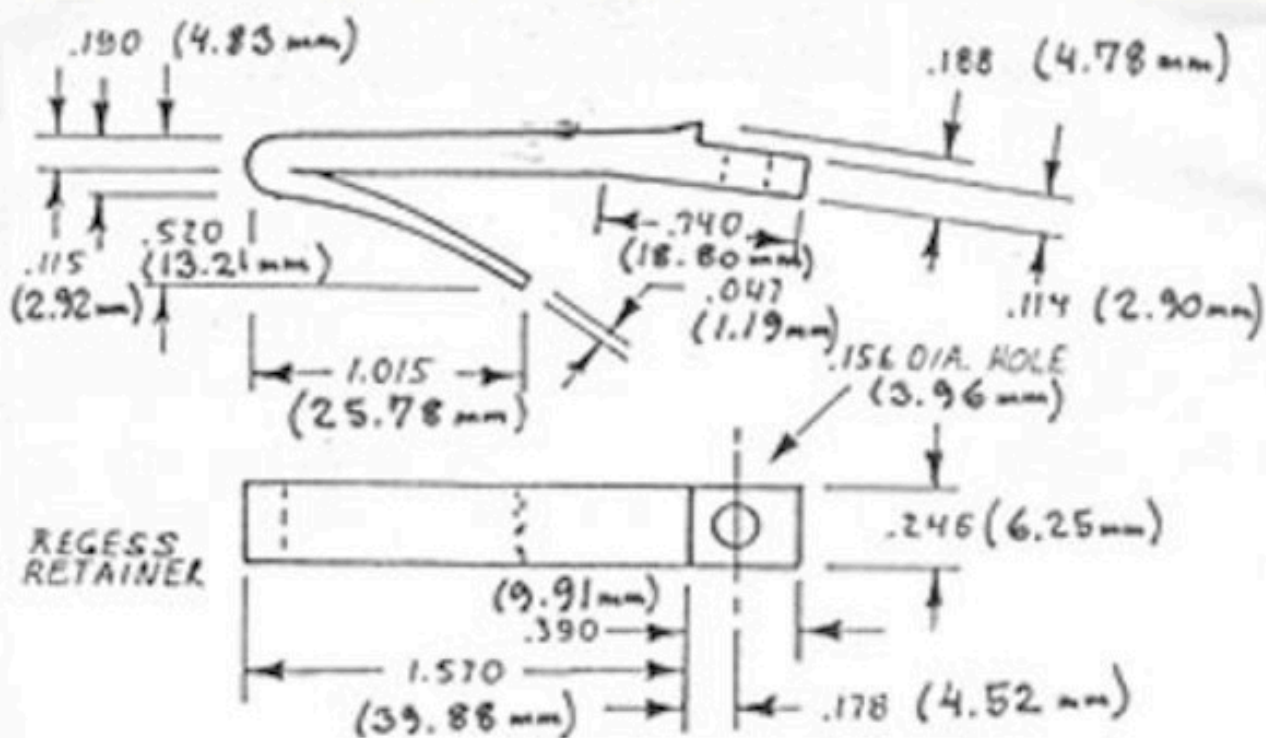 .190 (4.83 mm)
.188 (4.78 mm)
.520
(13.21 mm)
.115
(2.92 mm)
.740
(18.80 mm)
.047
(1.19 mm)
.114 (2.90 mm)
1.015
(25.78 mm)
.156 DIA. HOLE
(3.96 mm)
.246 (6.25 mm)
RECESS
RETAINER
(9.91 mm)
.390
1.570
(39.88 mm)
.178 (4.52 mm)